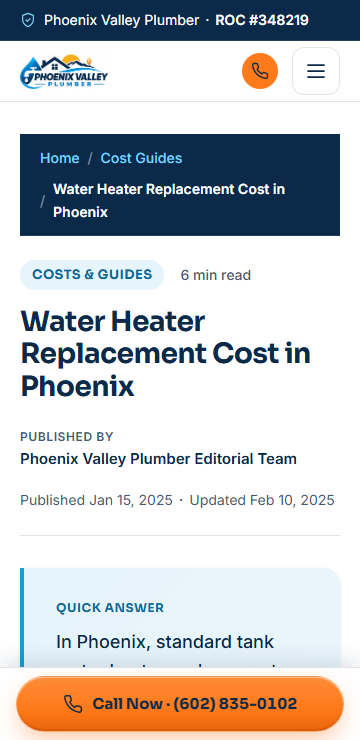 Phoenix Valley Plumber · ROC #348219
PHOENIX VALLEY
PLUMBER
Home / Cost Guides
/ Water Heater Replacement Cost in
Phoenix
COSTS & GUIDES 6 min read
Water Heater
Replacement Cost in
Phoenix
PUBLISHED BY
Phoenix Valley Plumber Editorial Team
Published Jan 15, 2025 · Updated Feb 10, 2025
QUICK ANSWER
In Phoenix, standard tank
Call Now · (602) 835-0102